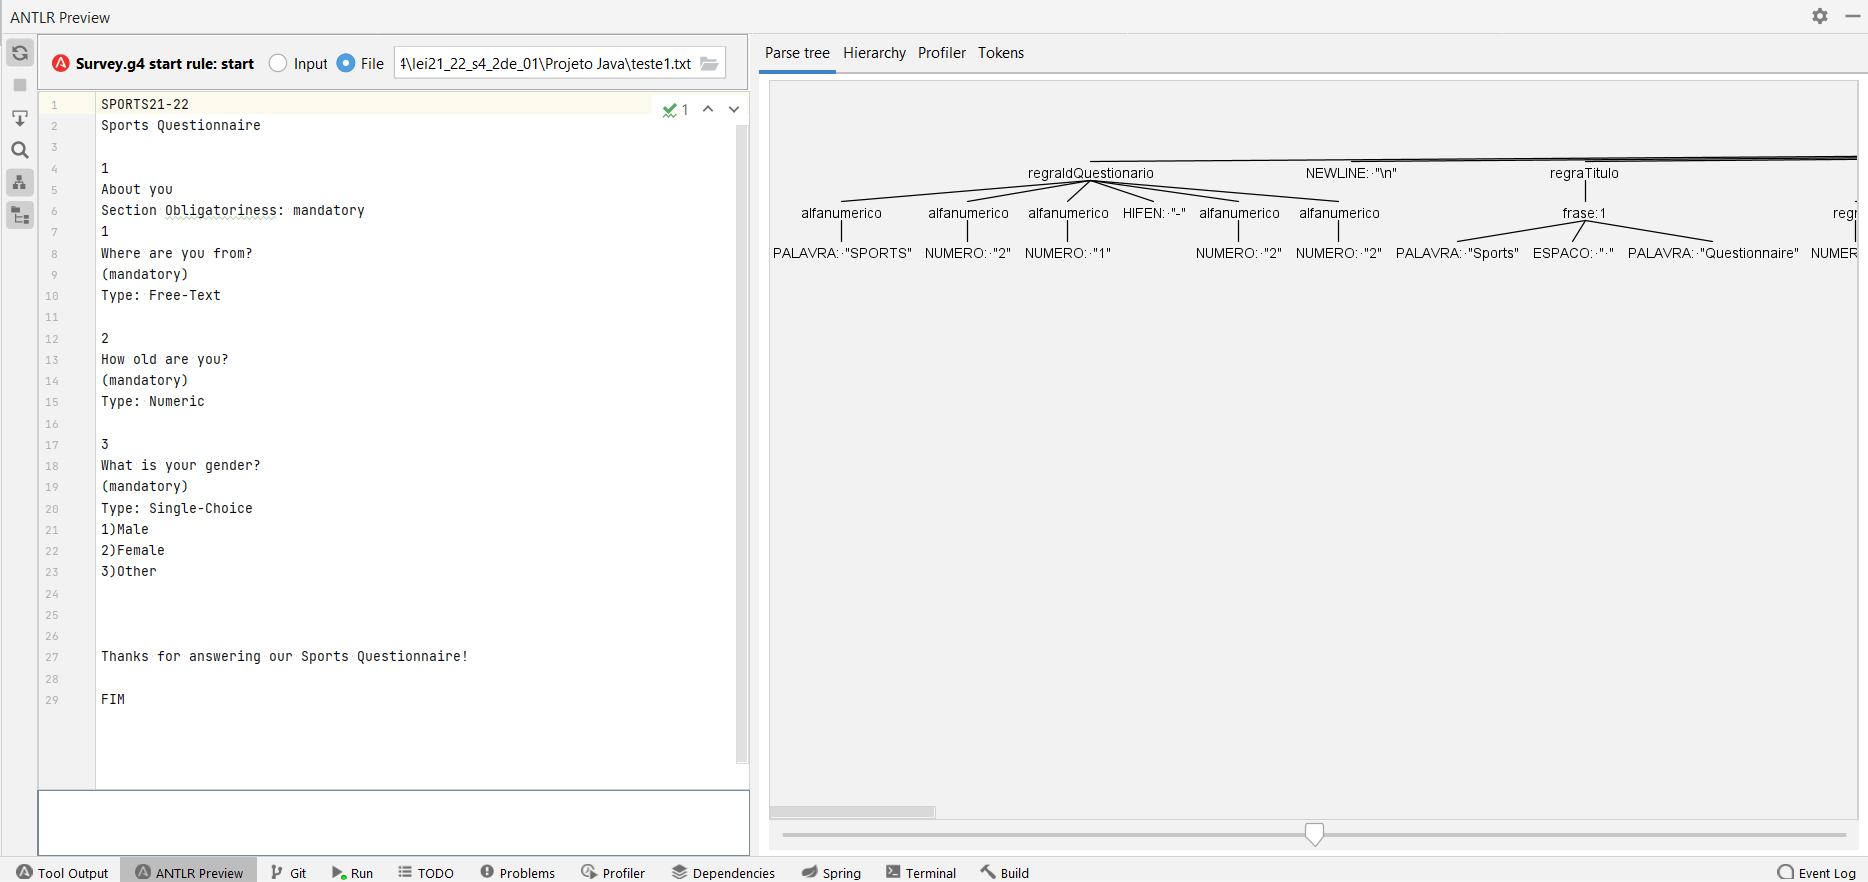 ANTLR Preview
Survey.g4 start rule: start Input File 4\lei21_22_s4_2de_01\Projeto Java\teste1.txt
1 SPORTS21-22
1
2 Sports Questionnaire
3
4 1
5 About you
6 Section Obligatoriness: mandatory
7 1
8 Where are you from?
9 (mandatory)
10 Type: Free-Text
11
12 2
13 How old are you?
14 (mandatory)
15 Type: Numeric
16
17 3
18 What is your gender?
19 (mandatory)
20 Type: Single-Choice
21 1)Male
22 2)Female
23 3)Other
24
25
26
27 Thanks for answering our Sports Questionnaire!
28
29 FIM
Parse tree Hierarchy Profiler Tokens
regraIdQuestionario NEWLINE:·"\n" regraTitulo
alfanumerico alfanumerico alfanumerico HIFEN:·"-" alfanumerico alfanumerico frase:1 regr
PALAVRA:·"SPORTS" NUMERO:·"2" NUMERO:·"1" NUMERO:·"2" NUMERO:·"2" PALAVRA:·"Sports" ESPACO:·"·" PALAVRA:·"Questionnaire" NUMER
Tool Output ANTLR Preview Git Run TODO Problems Profiler Dependencies Spring Terminal Build Event Log